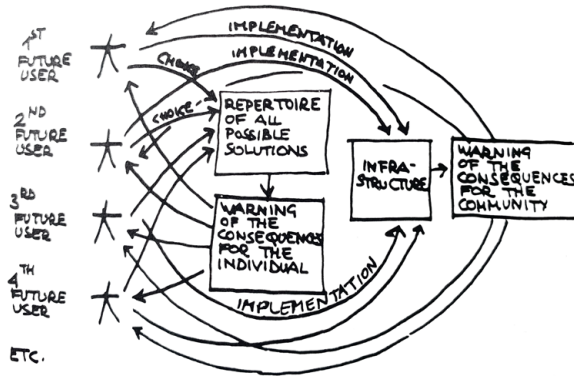 1ST
FUTURE
USER
2ND
FUTURE
USER
3RD
FUTURE
USER
4TH
FUTURE
USER
ETC.
IMPLEMENTATION
IMPLEMENTATION
CHOICE
CHOICE
REPERTOIRE
OF ALL
POSSIBLE
SOLUTIONS
WARNING
OF THE
CONSEQUENCES
FOR THE
INDIVIDUAL
IMPLEMENTATION
INFRA-
STRUCTURE
WARNING
OF THE
CONSEQUENCES
FOR THE
COMMUNITY